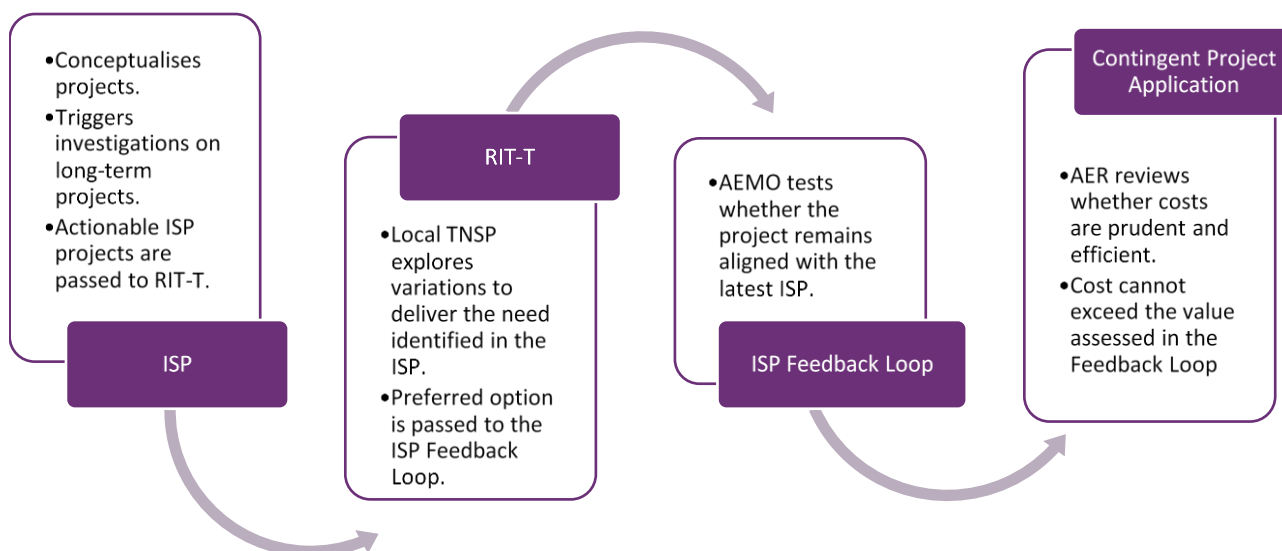 •Conceptualises
projects.
•Triggers
investigations on
long-term
projects.
•Actionable ISP
projects are
passed to RIT-T.
ISP
RIT-T
•Local TNSP
explores
variations to
deliver the need
identified in the
ISP.
•Preferred option
is passed to the
ISP Feedback
Loop.
•AEMO tests
whether the
project remains
aligned with the
latest ISP.
ISP Feedback Loop
Contingent Project
Application
•AER reviews
whether costs
are prudent and
efficient.
•Cost cannot
exceed the value
assessed in the
Feedback Loop